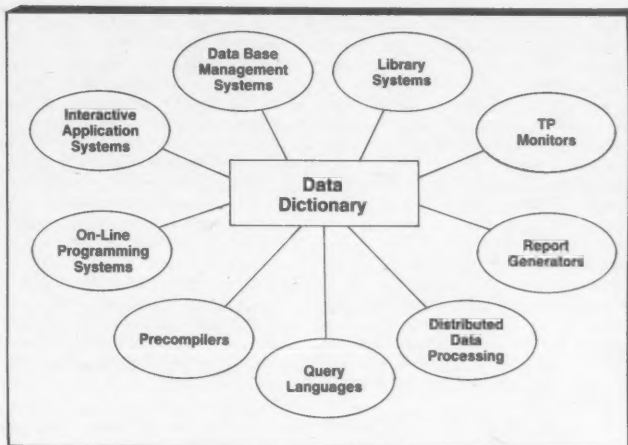 Data Base
Management
Systems
Library
Systems
Interactive
Application
Systems
TP
Monitors
Data
Dictionary
On-Line
Programming
Systems
Report
Generators
Precompilers
Distributed
Data
Processing
Query
Languages